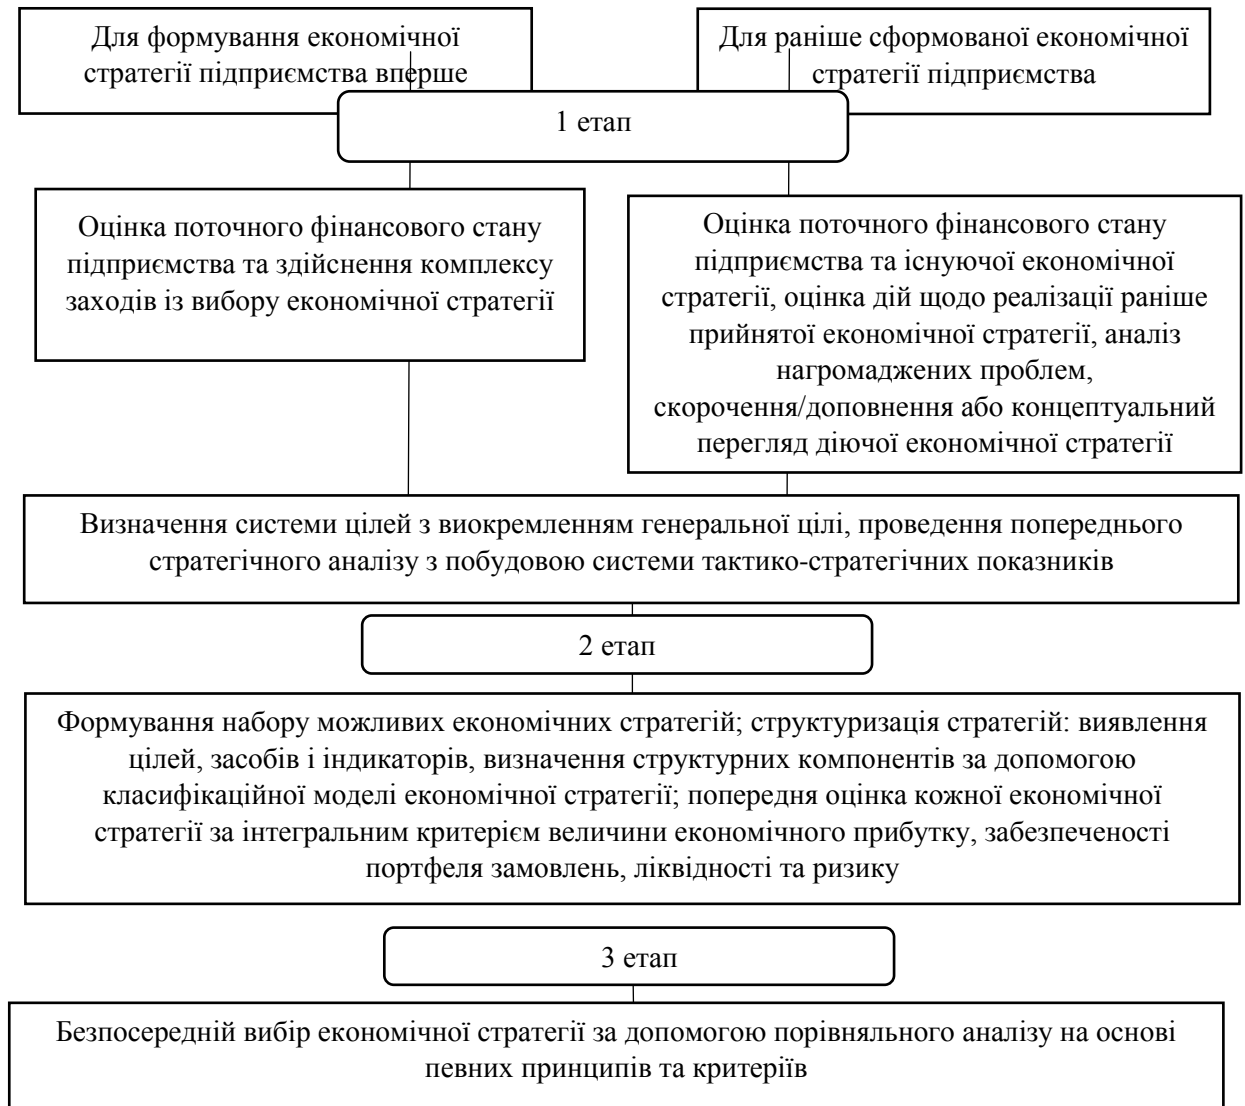 Для формування економічної
стратегії підприємства вперше
Для раніше сформованої економічної
стратегії підприємства
1 етап
Оцінка поточного фінансового стану
підприємства та здійснення комплексу
заходів із вибору економічної стратегії
Оцінка поточного фінансового стану
підприємства та існуючої економічної
стратегії, оцінка дій щодо реалізації раніше
прийнятої економічної стратегії, аналіз
нагромаджених проблем,
скорочення/доповнення або концептуальний
перегляд діючої економічної стратегії
Визначення системи цілей з виокремленням генеральної цілі, проведення попереднього
стратегічного аналізу з побудовою системи тактико-стратегічних показників
2 етап
Формування набору можливих економічних стратегій; структуризація стратегій: виявлення
цілей, засобів і індикаторів, визначення структурних компонентів за допомогою
класифікаційної моделі економічної стратегії; попередня оцінка кожної економічної
стратегії за інтегральним критерієм величини економічного прибутку, забезпеченості
портфеля замовлень, ліквідності та ризику
3 етап
Безпосередній вибір економічної стратегії за допомогою порівняльного аналізу на основі
певних принципів та критеріїв